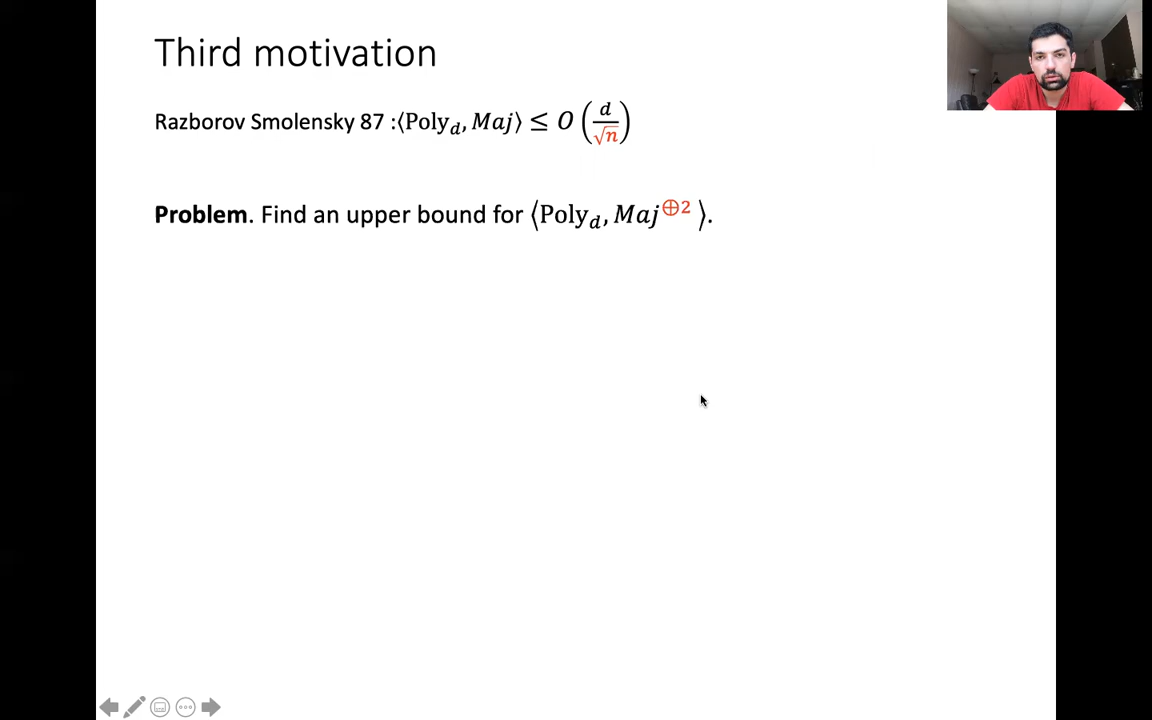 Third motivation
Razborov Smolensky 87 :⟨Poly_d, Maj⟩ ≤ O(d/√n)
Problem. Find an upper bound for ⟨Poly_d, Maj^⊕2 ⟩.